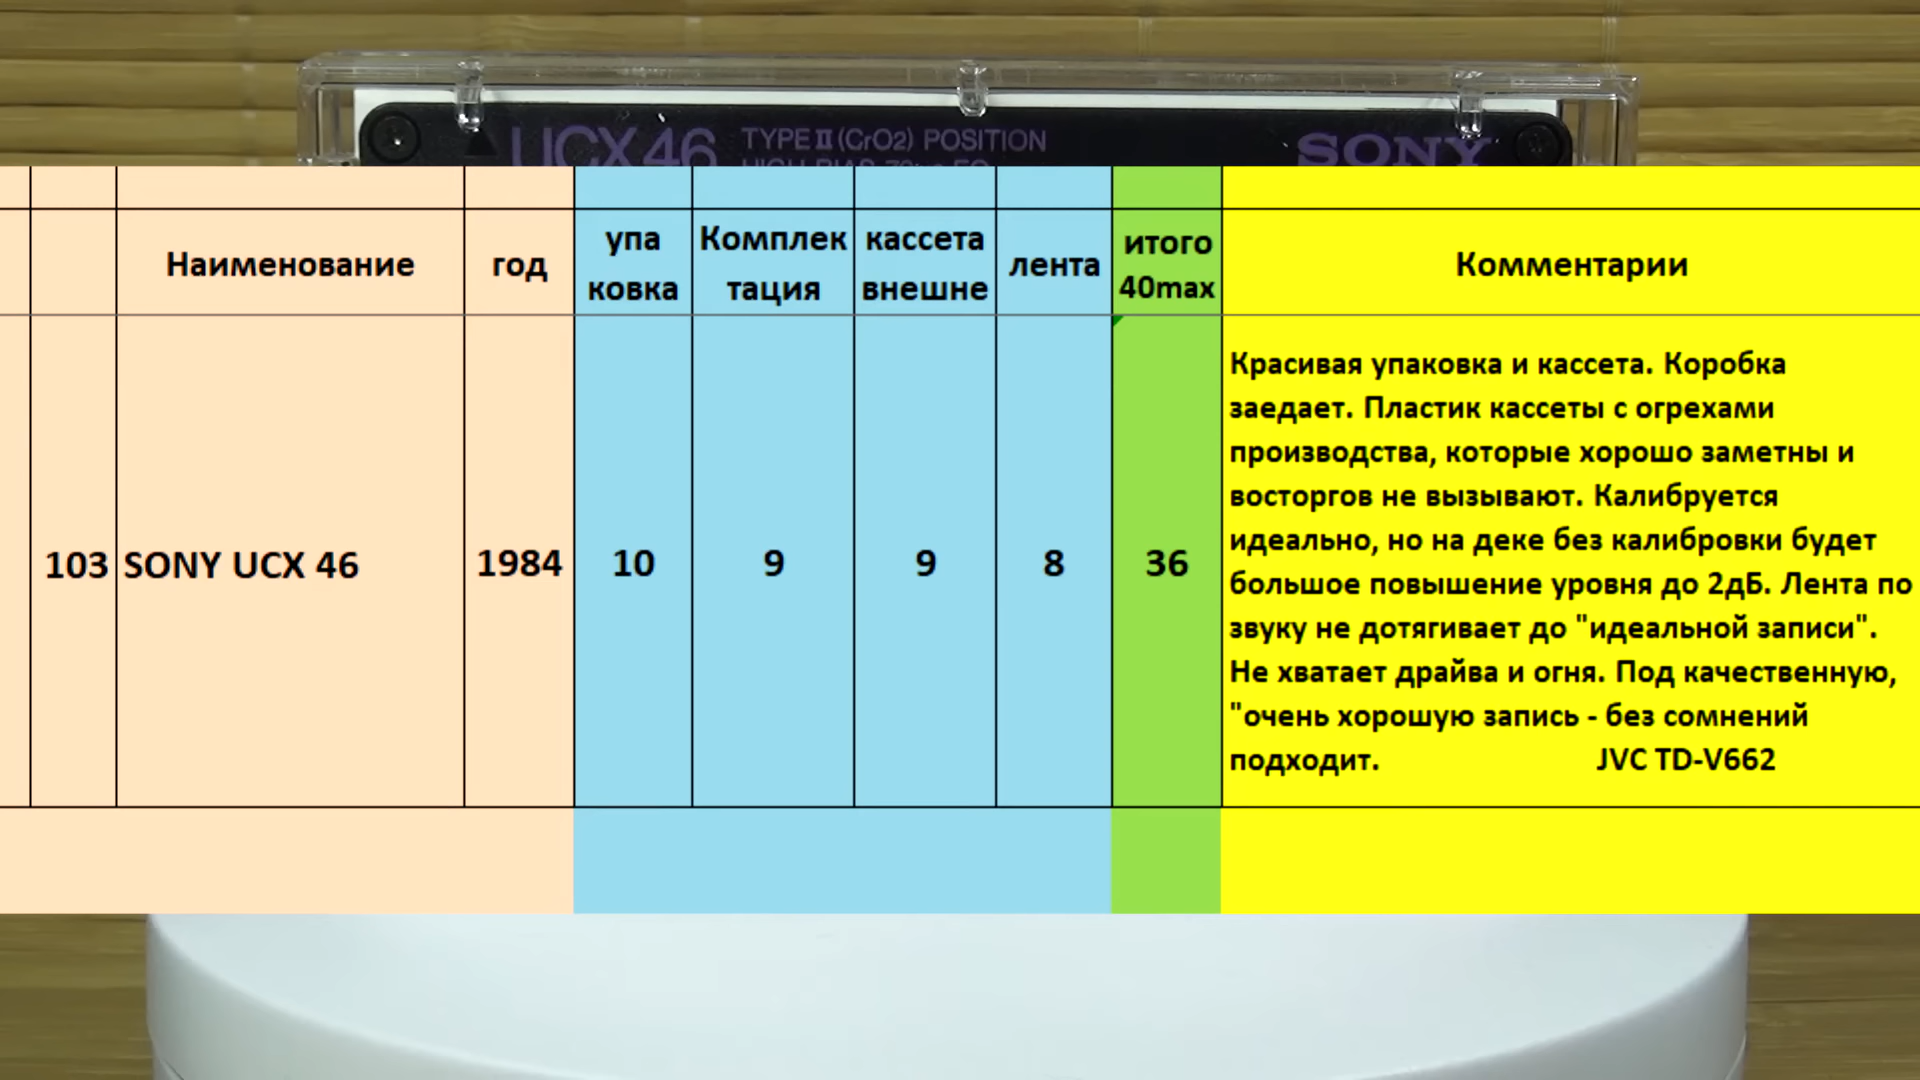 UCX 46 TYPE II (CrO2) POSITION SONY
Наименование год упа ковка Комплек тация кассета внешне лента итого 40max Комментарии
103 SONY UCX 46 1984 10 9 9 8 36
Красивая упаковка и кассета. Коробка
заедает. Пластик кассеты с огрехами
производства, которые хорошо заметны и
восторгов не вызывают. Калибруется
идеально, но на деке без калибровки будет
большое повышение уровня до 2дБ. Лента по
звуку не дотягивает до "идеальной записи".
Не хватает драйва и огня. Под качественную,
"очень хорошую запись - без сомнений
подходит. JVC TD-V662